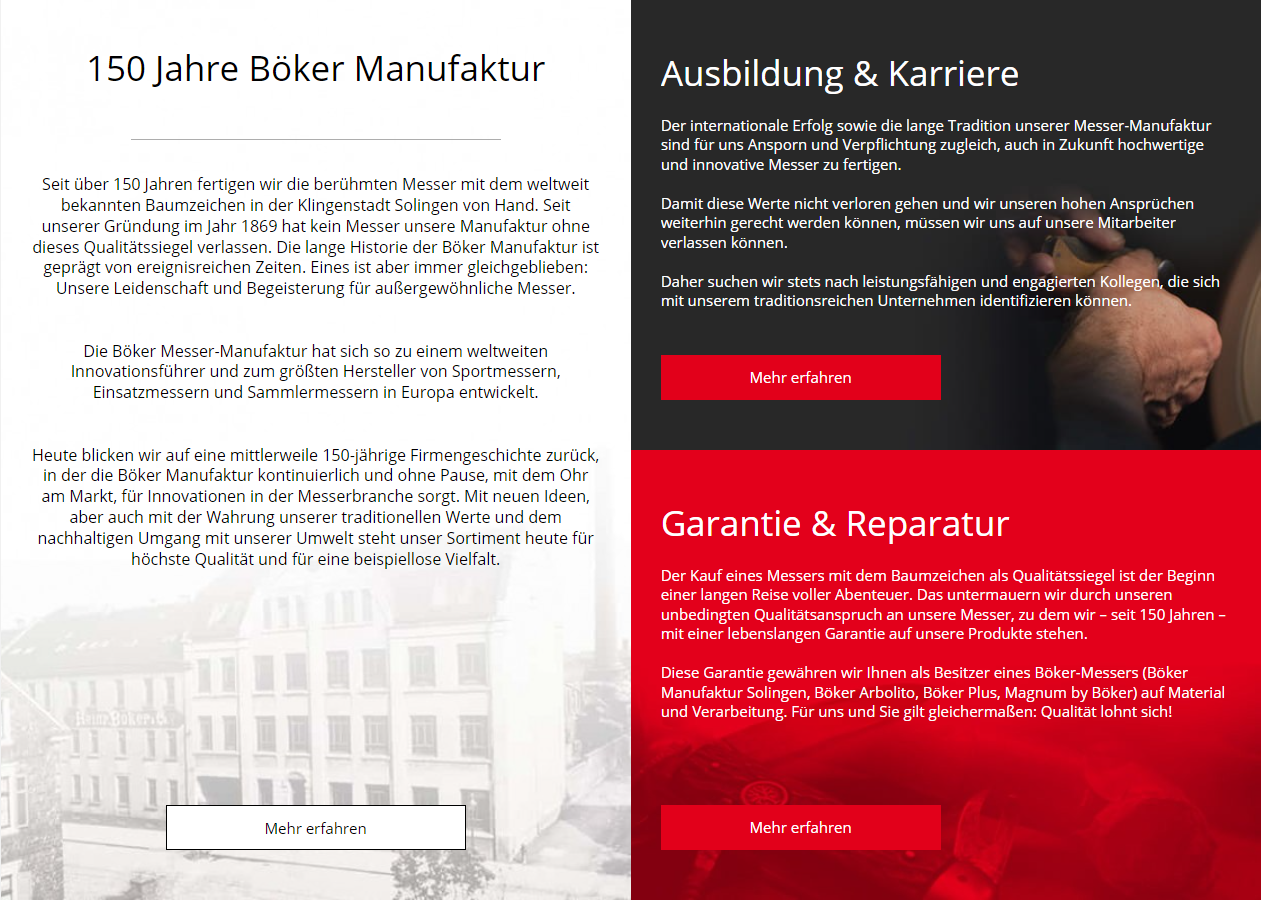 150 Jahre Böker Manufaktur
Seit über 150 Jahren fertigen wir die berühmten Messer mit dem weltweit
bekannten Baumzeichen in der Klingenstadt Solingen von Hand. Seit
unserer Gründung im Jahr 1869 hat kein Messer unsere Manufaktur ohne
dieses Qualitätssiegel verlassen. Die lange Historie der Böker Manufaktur ist
geprägt von ereignisreichen Zeiten. Eines ist aber immer gleichgeblieben:
Unsere Leidenschaft und Begeisterung für außergewöhnliche Messer.
Die Böker Messer-Manufaktur hat sich so zu einem weltweiten
Innovationsführer und zum größten Hersteller von Sportmessern,
Einsatzmessern und Sammlermessern in Europa entwickelt.
Heute blicken wir auf eine mittlerweile 150-jährige Firmengeschichte zurück,
in der die Böker Manufaktur kontinuierlich und ohne Pause, mit dem Ohr
am Markt, für Innovationen in der Messerbranche sorgt. Mit neuen Ideen,
aber auch mit der Wahrung unserer traditionellen Werte und dem
nachhaltigen Umgang mit unserer Umwelt steht unser Sortiment heute für
höchste Qualität und für eine beispiellose Vielfalt.
Heinr. Böker & Co.
Mehr erfahren
Ausbildung & Karriere
Der internationale Erfolg sowie die lange Tradition unserer Messer-Manufaktur
sind für uns Ansporn und Verpflichtung zugleich, auch in Zukunft hochwertige
und innovative Messer zu fertigen.
Damit diese Werte nicht verloren gehen und wir unseren hohen Ansprüchen
weiterhin gerecht werden können, müssen wir uns auf unsere Mitarbeiter
verlassen können.
Daher suchen wir stets nach leistungsfähigen und engagierten Kollegen, die sich
mit unserem traditionsreichen Unternehmen identifizieren können.
Mehr erfahren
Garantie & Reparatur
Der Kauf eines Messers mit dem Baumzeichen als Qualitätssiegel ist der Beginn
einer langen Reise voller Abenteuer. Das untermauern wir durch unseren
unbedingten Qualitätsanspruch an unsere Messer, zu dem wir – seit 150 Jahren –
mit einer lebenslangen Garantie auf unsere Produkte stehen.
Diese Garantie gewähren wir Ihnen als Besitzer eines Böker-Messers (Böker
Manufaktur Solingen, Böker Arbolito, Böker Plus, Magnum by Böker) auf Material
und Verarbeitung. Für uns und Sie gilt gleichermaßen: Qualität lohnt sich!
Mehr erfahren